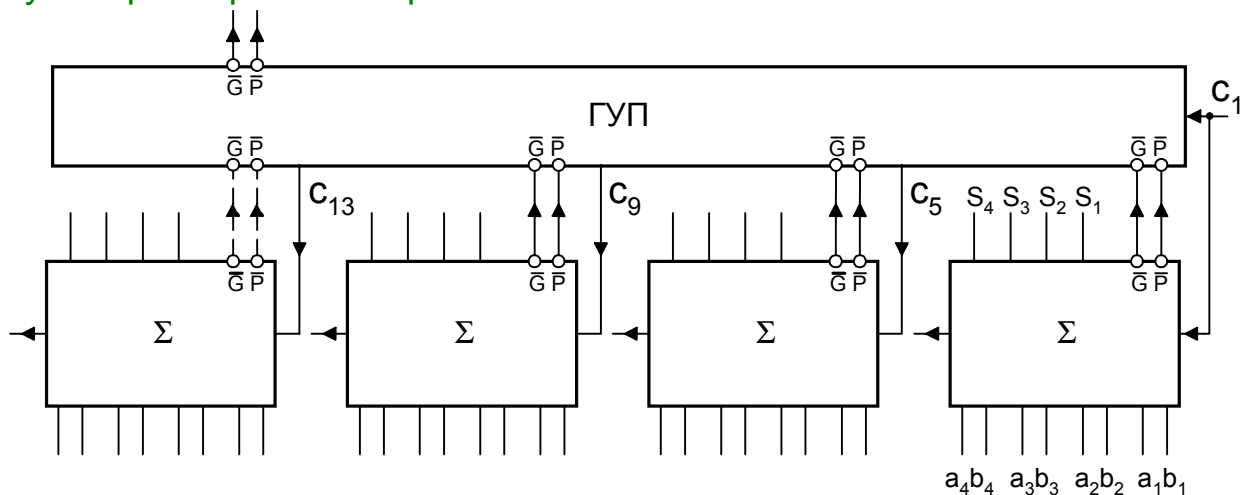 G̅ P̅
ГУП
c₁
G̅ P̅ G̅ P̅ G̅ P̅ G̅ P̅
c₁₃ c₉ c₅ S₄ S₃ S₂ S₁
G̅ P̅ G̅ P̅ G̅ P̅ G̅ P̅
Σ Σ Σ Σ
a₄b₄ a₃b₃ a₂b₂ a₁b₁